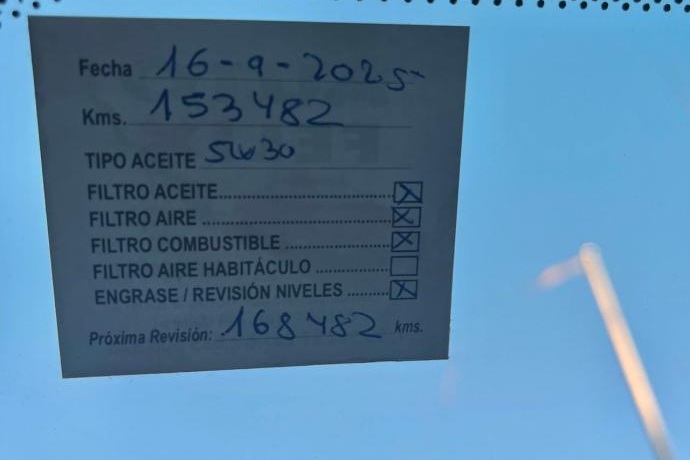 Fecha 16-9-2025
Kms. 153482
TIPO ACEITE 5W30
FILTRO ACEITE ☒
FILTRO AIRE ☒
FILTRO COMBUSTIBLE ☒
FILTRO AIRE HABITÁCULO ☐
ENGRASE / REVISIÓN NIVELES ☒
Próxima Revisión: 168482 kms.